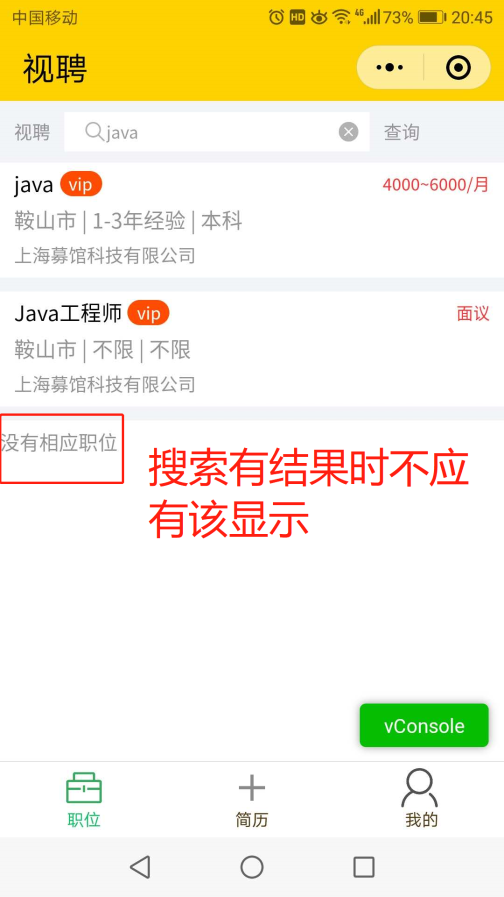 中国移动 HD 4G 73% 20:45
视聘
视聘 java 查询
java vip 4000~6000/月
鞍山市 | 1-3年经验 | 本科
上海募馆科技有限公司
Java工程师 vip 面议
鞍山市 | 不限 | 不限
上海募馆科技有限公司
没有相应职位
搜索有结果时不应
有该显示
vConsole
职位 简历 我的